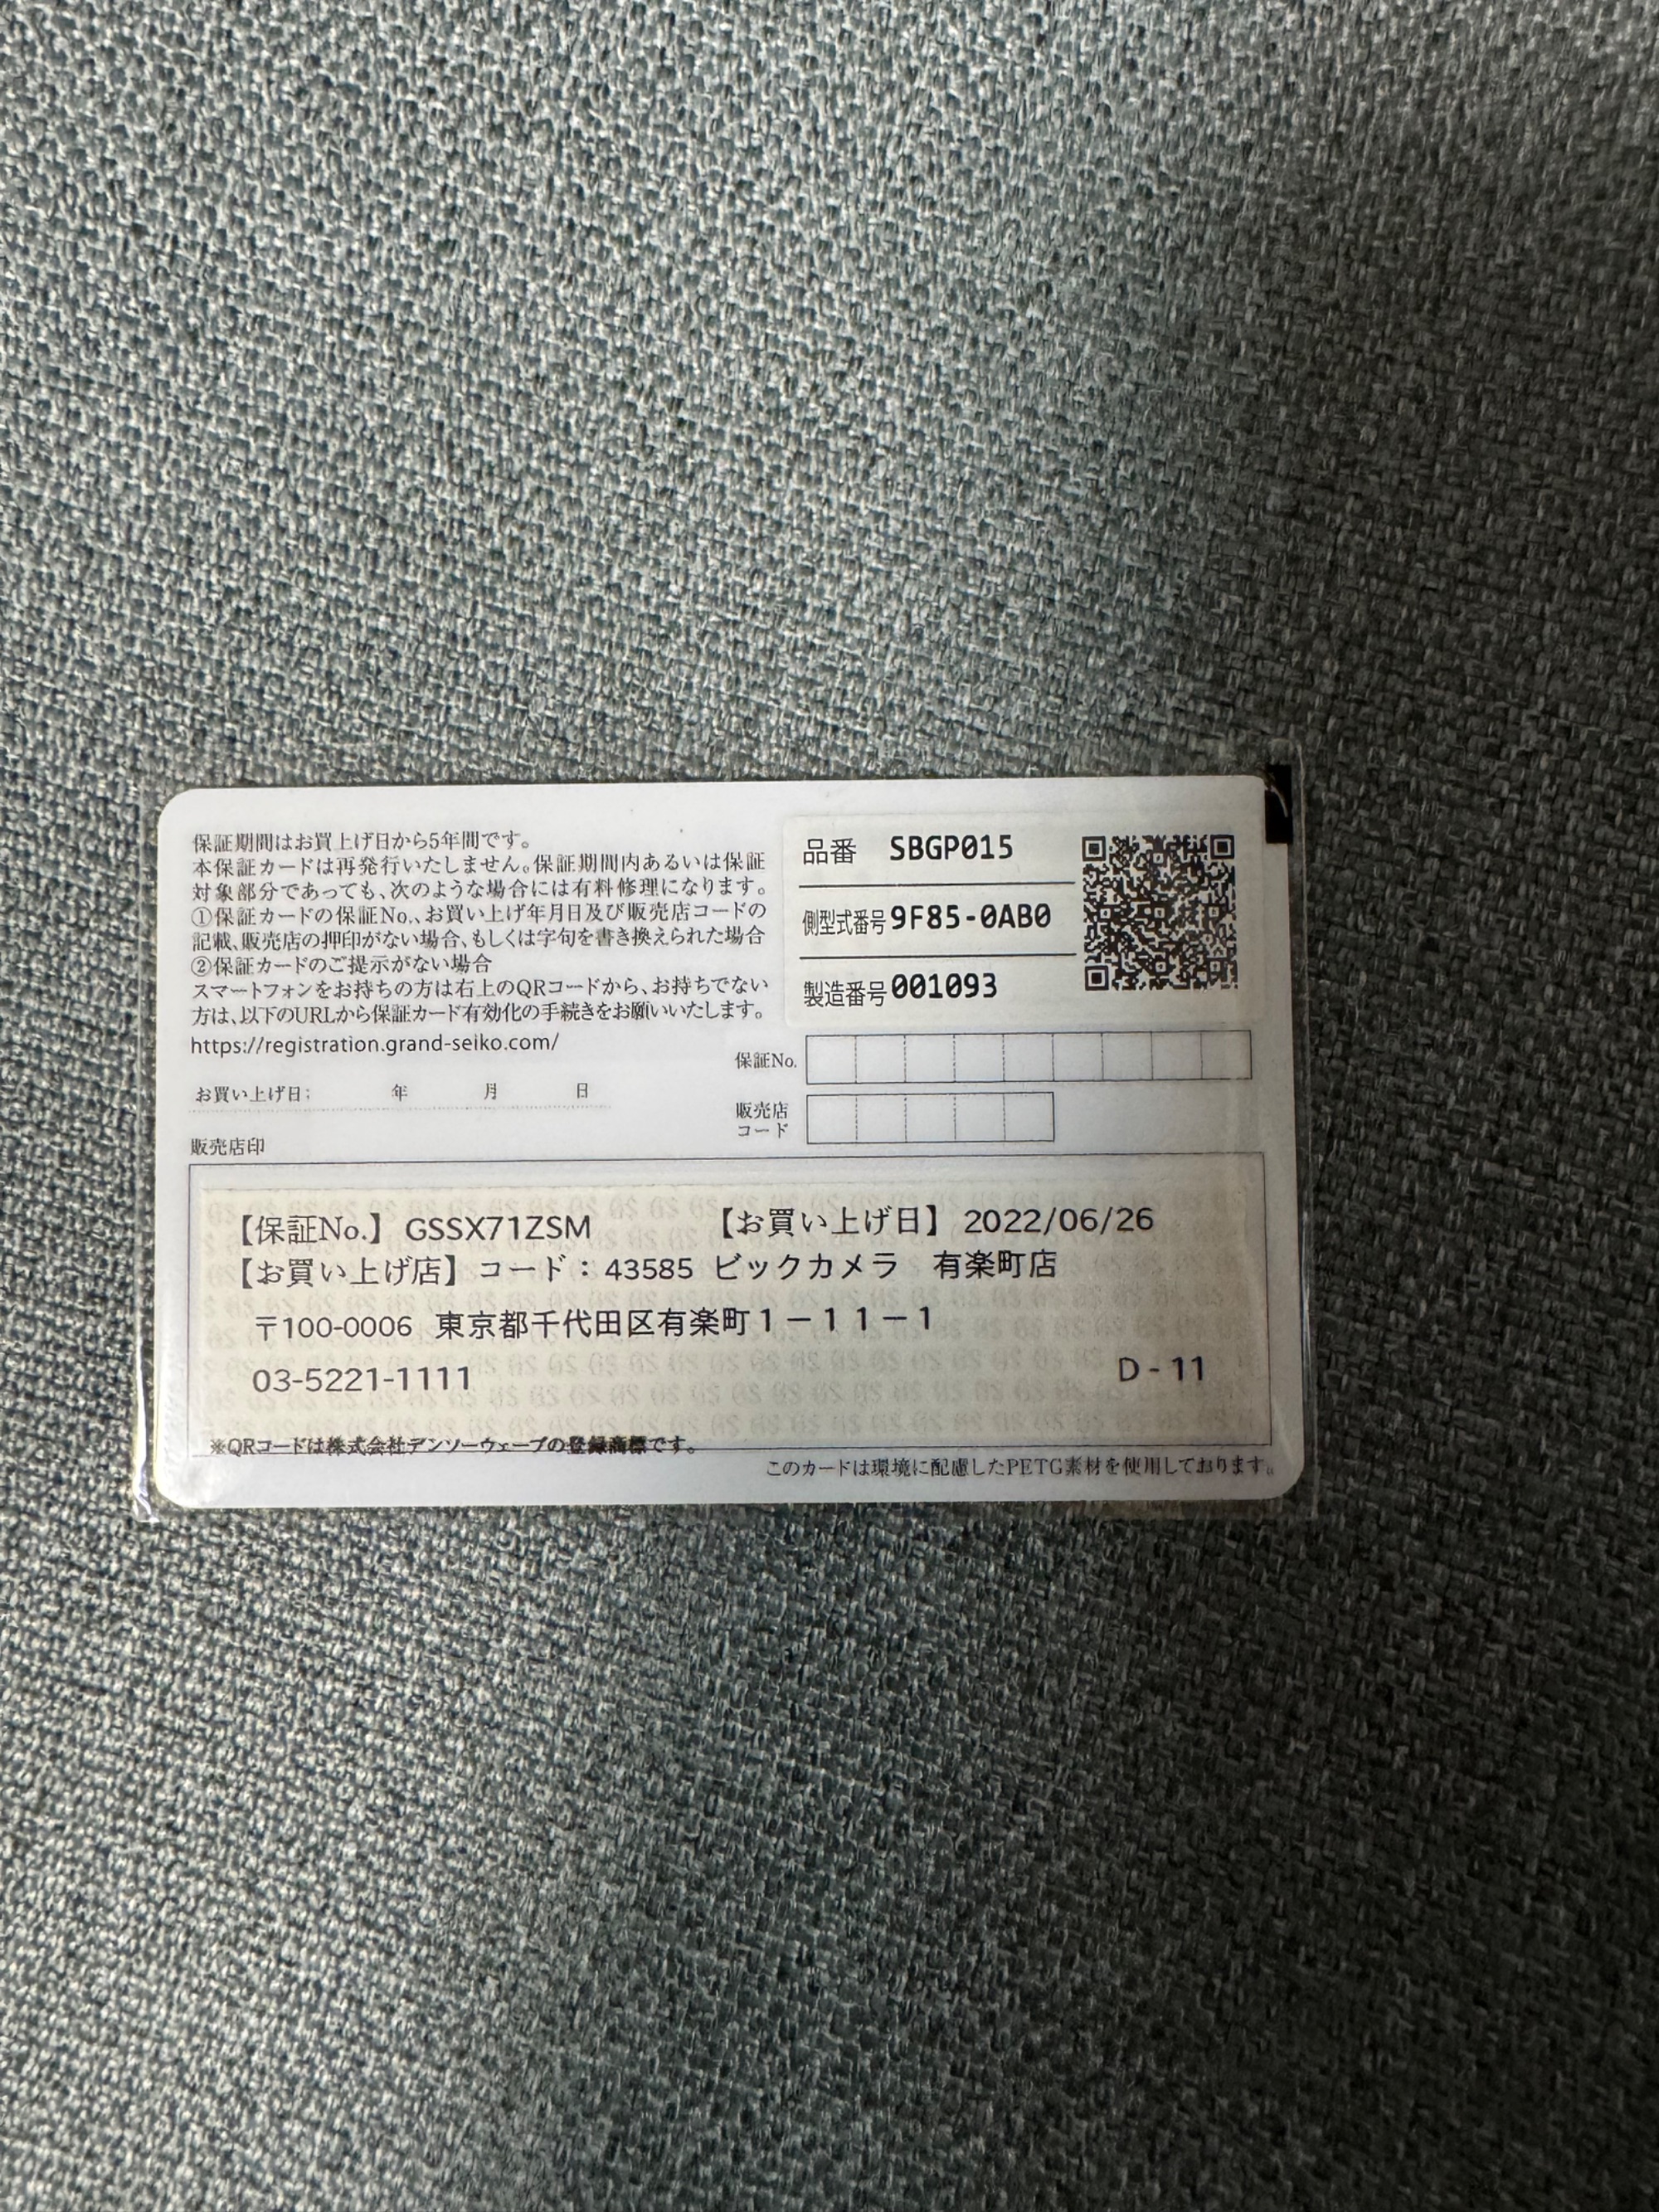 保証期間はお買上げ日から5年間です。
本保証カードは再発行いたしません。保証期間内あるいは保証
対象部分であっても、次のような場合には有料修理になります。
①保証カードの保証No.、お買い上げ年月日及び販売店コードの
記載、販売店の押印がない場合、もしくは字句を書き換えられた場合
②保証カードのご提示がない場合
スマートフォンをお持ちの方は右上のQRコードから、お持ちでない
方は、以下のURLから保証カード有効化の手続きをお願いいたします。
https://registration.grand-seiko.com/
品番 SBGP015
側型式番号 9F85-0AB0
製造番号 001093
保証No.
お買い上げ日: 年 月 日
販売店
コード
販売店印
【保証No.】 GSSX71ZSM 【お買い上げ日】 2022/06/26
【お買い上げ店】 コード：43585 ビックカメラ 有楽町店
〒100-0006 東京都千代田区有楽町１－１１－１
03-5221-1111 D-11
※QRコードは株式会社デンソーウェーブの登録商標です。
このカードは環境に配慮したPETG素材を使用しております。